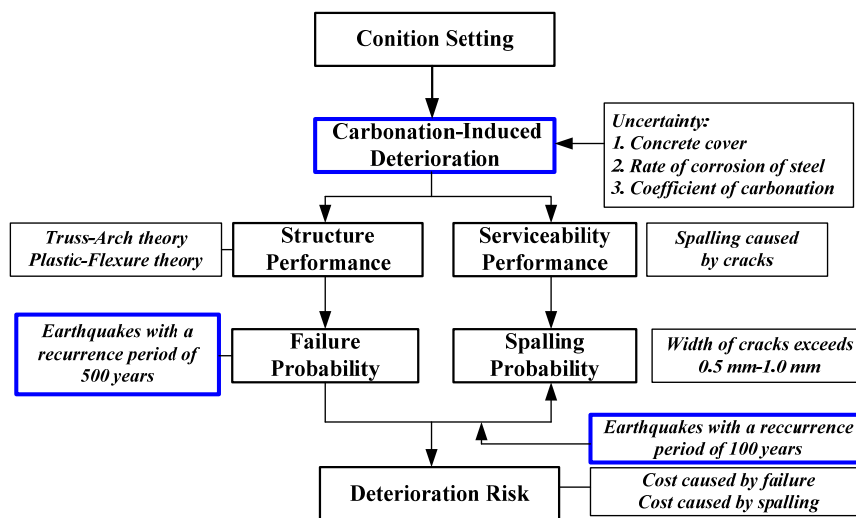 Conition Setting
Carbonation-Induced
Deterioration
Uncertainty:
1. Concrete cover
2. Rate of corrosion of steel
3. Coefficient of carbonation
Truss-Arch theory
Plastic-Flexure theory
Structure
Performance
Serviceability
Performance
Spalling caused
by cracks
Earthquakes with a
recurrence period of
500 years
Failure
Probability
Spalling
Probability
Width of cracks exceeds
0.5 mm-1.0 mm
Earthquakes with a reccurrence
period of 100 years
Deterioration Risk
Cost caused by failure
Cost caused by spalling